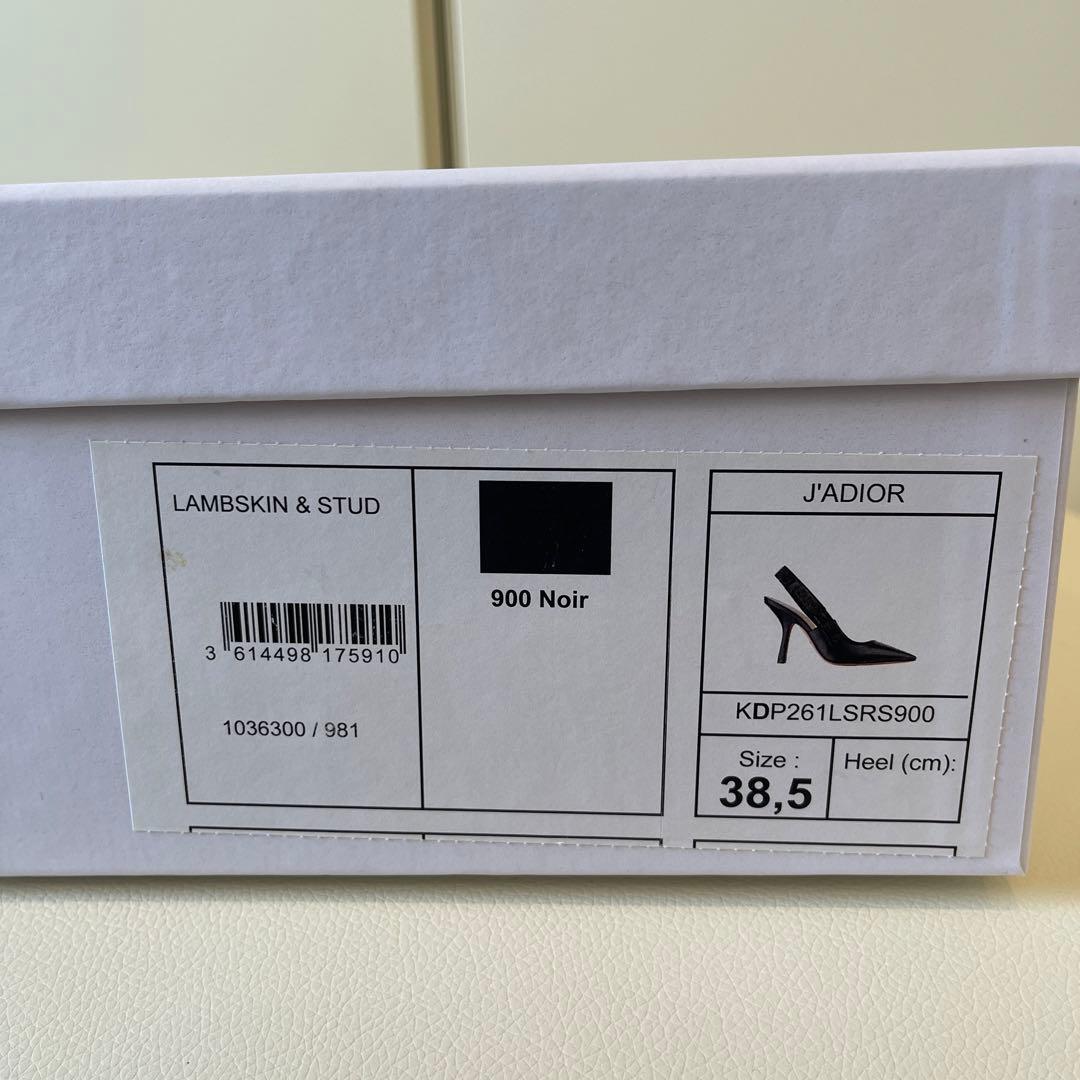 LAMBSKIN & STUD
3 614498 175910
1036300 / 981
900 Noir
J'ADIOR
KDP261LSRS900
Size :
38,5
Heel (cm):